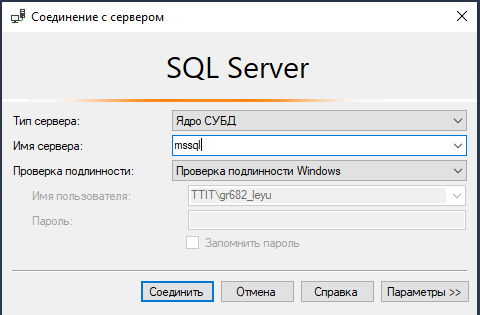 Соединение с сервером
SQL Server
Тип сервера: Ядро СУБД
Имя сервера: mssql
Проверка подлинности: Проверка подлинности Windows
Имя пользователя: TTIT\gr682_leyu
Пароль:
Запомнить пароль
Соединить Отмена Справка Параметры >>